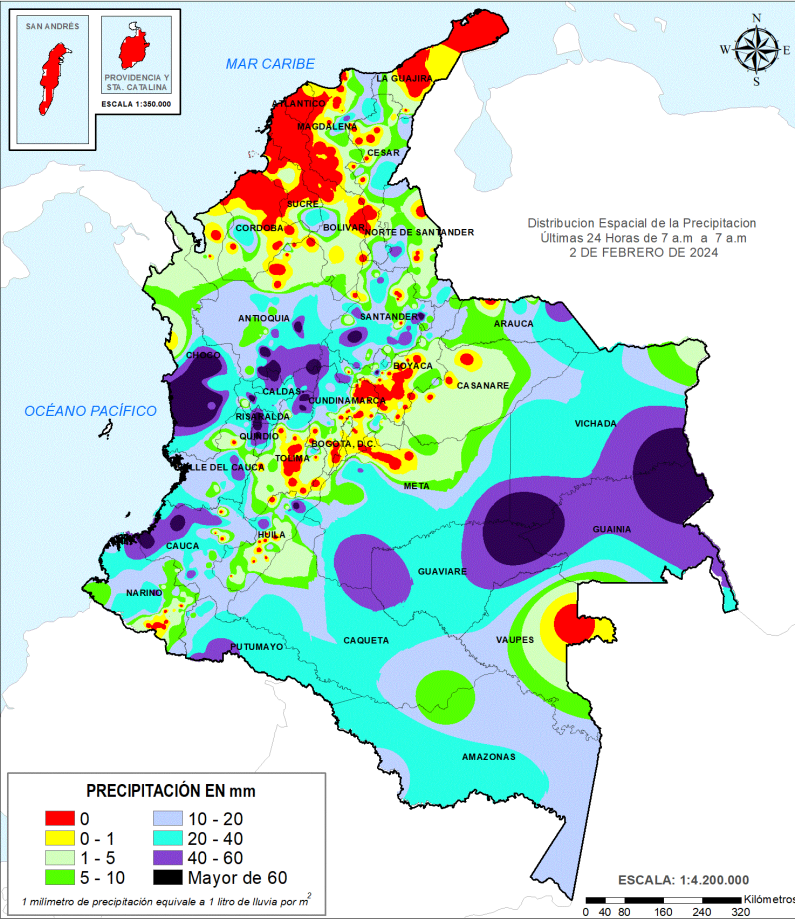 SAN ANDRÉS
PROVIDENCIA Y
STA. CATALINA
ESCALA 1:350.000
MAR CARIBE
N
W
E
S
LA GUAJIRA
ATLANTICO
MAGDALENA
CESAR
SUCRE
CORDOBA
BOLIVAR
NORTE DE SANTANDER
Distribucion Espacial de la Precipitación
Últimas 24 Horas de 7 a.m a 7 a.m
2 DE FEBRERO DE 2024
ANTIOQUIA
SANTANDER
ARAUCA
CHOCO
BOYACA
CASANARE
CALDAS
CUNDINAMARCA
OCÉANO PACÍFICO
RISARALDA
VICHADA
QUINDIO
BOGOTA, D.C.
TOLIMA
VALLE DEL CAUCA
META
GUAINIA
HUILA
CAUCA
GUAVIARE
NARIÑO
PUTUMAYO
CAQUETA
VAUPES
AMAZONAS
PRECIPITACIÓN EN mm
0
10 - 20
0 - 1
20 - 40
1 - 5
40 - 60
5 - 10
Mayor de 60
1 milimetro de precipitación equivale a 1 litro de lluvia por m²
ESCALA: 1:4.200.000
Kilómetros
0 40 80 160 240 320